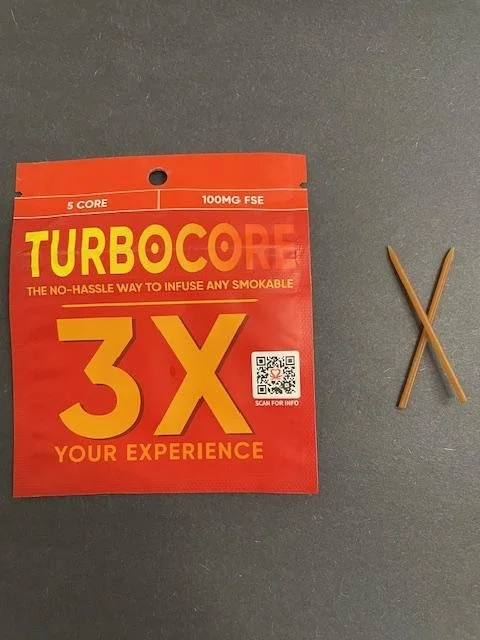 5 CORE
100MG FSE
TURBOCORE
THE NO-HASSLE WAY TO INFUSE ANY SMOKABLE
3X
SCAN FOR INFO
YOUR EXPERIENCE